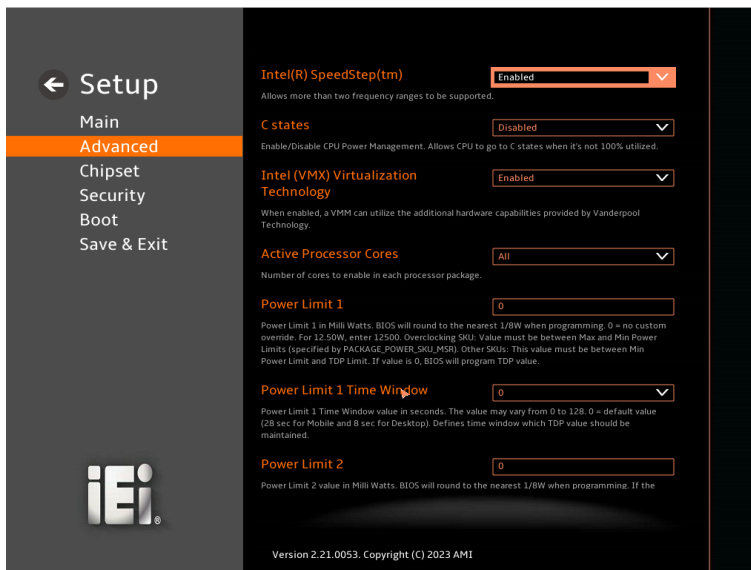 Setup
Main
Advanced
Chipset
Security
Boot
Save & Exit
Intel(R) SpeedStep(tm)
Enabled
Allows more than two frequency ranges to be supported.
C states
Disabled
Enable/Disable CPU Power Management. Allows CPU to go to C states when it's not 100% utilized.
Intel (VMX) Virtualization
Technology
Enabled
When enabled, a VMM can utilize the additional hardware capabilities provided by Vanderpool
Technology.
Active Processor Cores
All
Number of cores to enable in each processor package.
Power Limit 1
0
Power Limit 1 in Milli Watts. BIOS will round to the nearest 1/8W when programming. 0 = no custom
override. For 12.50W, enter 12500. Overclocking SKU: Value must be between Max and Min Power
Limits (specified by PACKAGE_POWER_SKU_MSR). Other SKUs: This value must be between Min
Power Limit and TDP Limit. If value is 0, BIOS will program TDP value.
Power Limit 1 Time Window
0
Power Limit 1 Time Window value in seconds. The value may vary from 0 to 128. 0 = default value
(28 sec for Mobile and 8 sec for Desktop). Defines time window which TDP value should be
maintained.
Power Limit 2
0
Power Limit 2 value in Milli Watts. BIOS will round to the nearest 1/8W when programming. If the
iEi®
Version 2.21.0053. Copyright (C) 2023 AMI